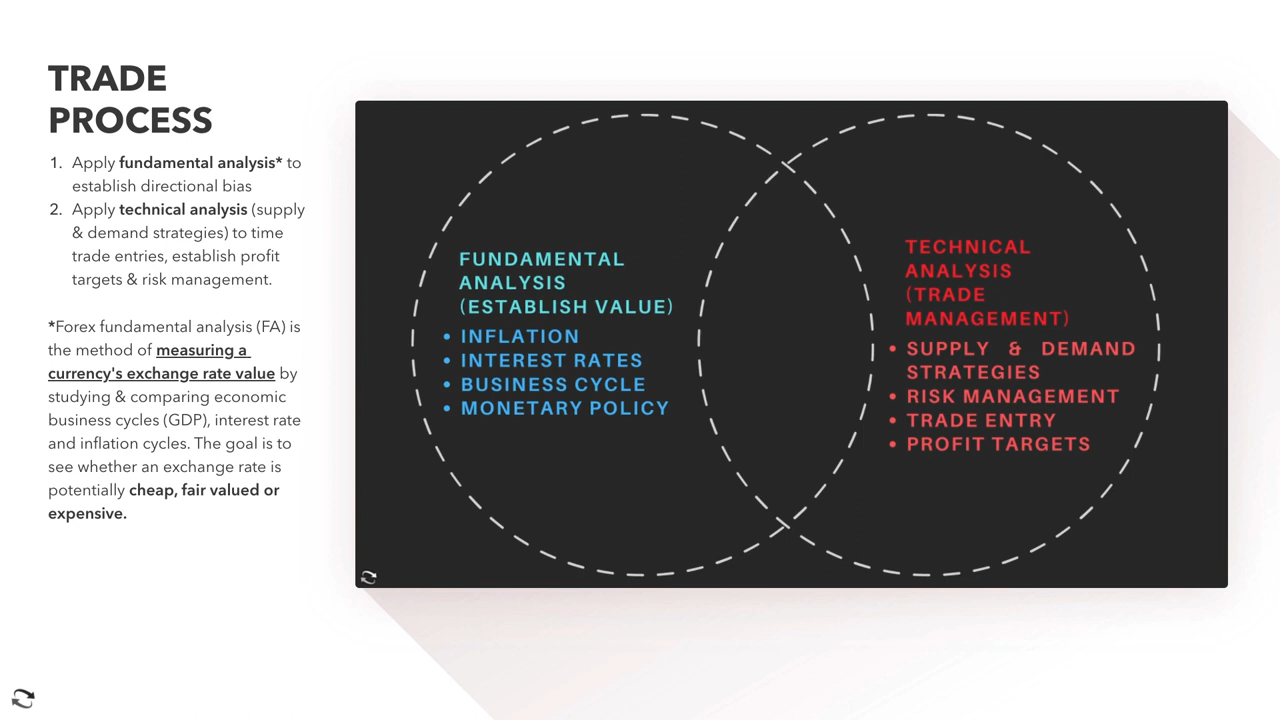 TRADE
PROCESS
1. Apply fundamental analysis* to
establish directional bias
2. Apply technical analysis (supply
& demand strategies) to time
trade entries, establish profit
targets & risk management.
*Forex fundamental analysis (FA) is
the method of measuring a
currency's exchange rate value by
studying & comparing economic
business cycles (GDP), interest rate
and inflation cycles. The goal is to
see whether an exchange rate is
potentially cheap, fair valued or
expensive.
FUNDAMENTAL
ANALYSIS
(ESTABLISH VALUE)
• INFLATION
• INTEREST RATES
• BUSINESS CYCLE
• MONETARY POLICY
TECHNICAL
ANALYSIS
(TRADE
MANAGEMENT)
• SUPPLY & DEMAND
STRATEGIES
• RISK MANAGEMENT
• TRADE ENTRY
• PROFIT TARGETS